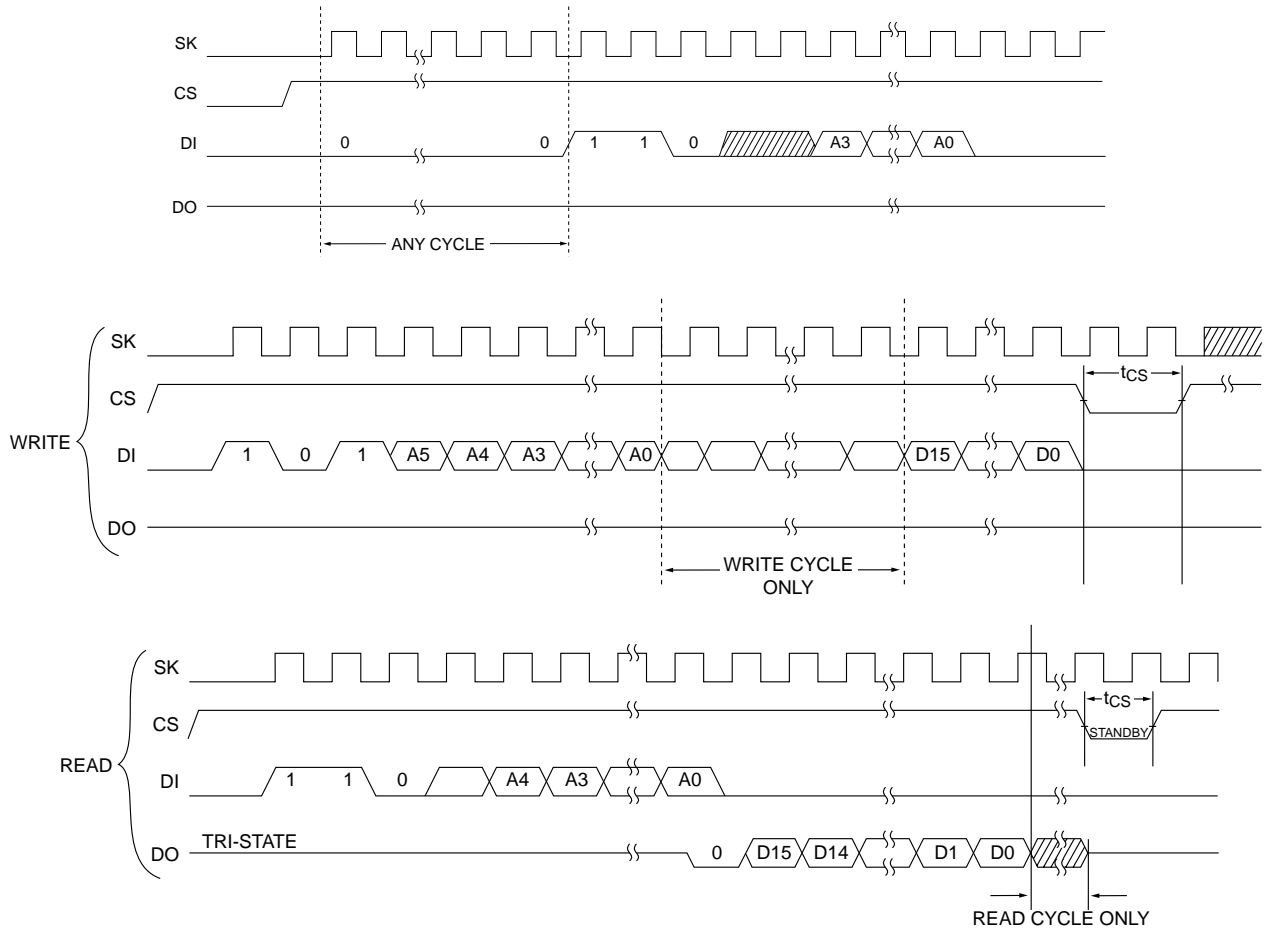 SK
CS
DI 0 0 1 1 0 A3 A0
DO
ANY CYCLE
WRITE
SK
CS tCS
DI 1 0 1 A5 A4 A3 A0 D15 D0
DO
WRITE CYCLE
ONLY
READ
SK
CS tCS
STANDBY
DI 1 1 0 A4 A3 A0
TRI-STATE
DO 0 D15 D14 D1 D0
READ CYCLE ONLY